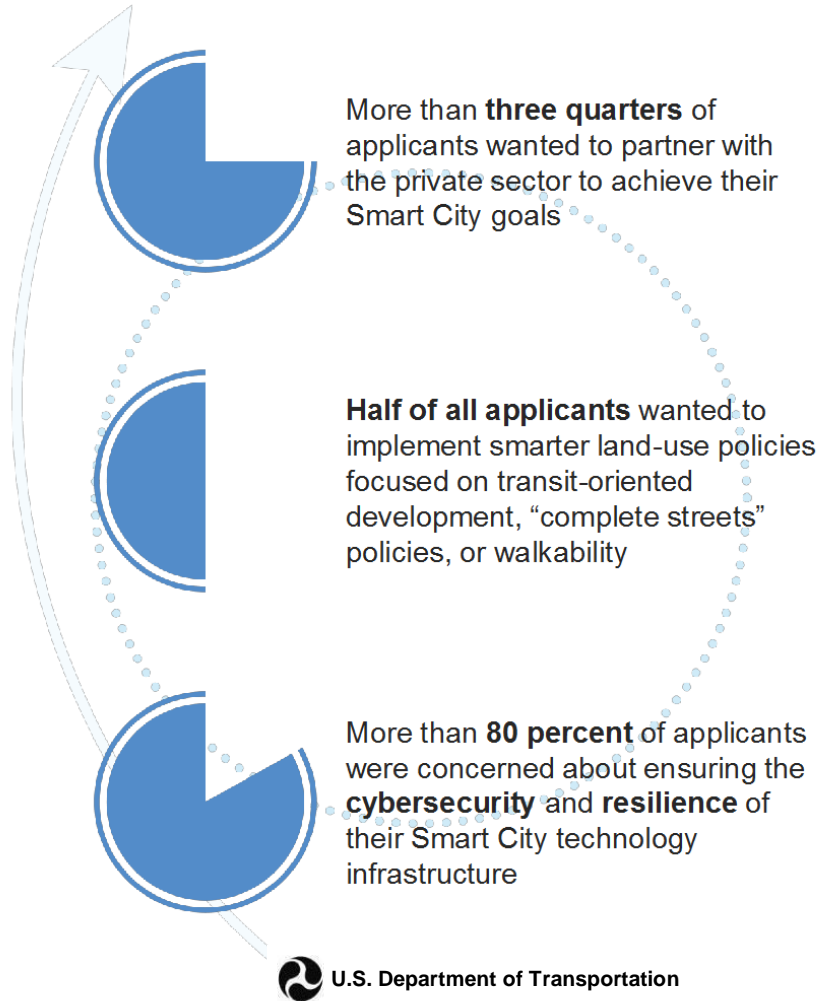 More than three quarters of
applicants wanted to partner with
the private sector to achieve their
Smart City goals
Half of all applicants wanted to
implement smarter land-use policies
focused on transit-oriented
development, “complete streets”
policies, or walkability
More than 80 percent of applicants
were concerned about ensuring the
cybersecurity and resilience of
their Smart City technology
infrastructure
U.S. Department of Transportation